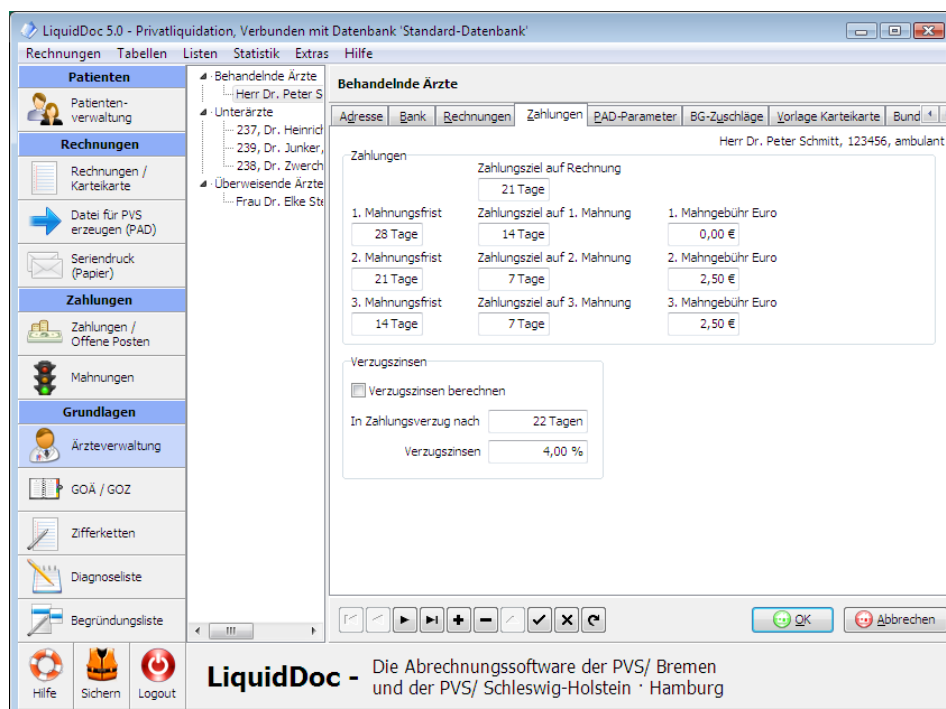 LiquidDoc 5.0 - Privatliquidation, Verbunden mit Datenbank 'Standard-Datenbank'
Rechnungen Tabellen Listen Statistik Extras Hilfe
Patienten
Patienten-
verwaltung
Rechnungen
Rechnungen /
Karteikarte
Datei für PVS
erzeugen (PAD)
Seriendruck
(Papier)
Zahlungen
Zahlungen /
Offene Posten
Mahnungen
Grundlagen
Ärzteverwaltung
GOÄ / GOZ
Zifferketten
Diagnoseliste
Begründungsliste
Behandelnde Ärzte
Herr Dr. Peter S
Unterärzte
237, Dr. Heinrich
239, Dr. Junker,
238, Dr. Zwerch
Überweisende Ärzte
Frau Dr. Elke Ste
Behandelnde Ärzte
Adresse Bank Rechnungen Zahlungen PAD-Parameter BG-Zuschläge Vorlage Karteikarte Bund
Herr Dr. Peter Schmitt, 123456, ambulant
Zahlungen
Zahlungsziel auf Rechnung
21 Tage
1. Mahnungsfrist Zahlungsziel auf 1. Mahnung 1. Mahngebühr Euro
28 Tage 14 Tage 0,00 €
2. Mahnungsfrist Zahlungsziel auf 2. Mahnung 2. Mahngebühr Euro
21 Tage 7 Tage 2,50 €
3. Mahnungsfrist Zahlungsziel auf 3. Mahnung 3. Mahngebühr Euro
14 Tage 7 Tage 2,50 €
Verzugszinsen
Verzugszinsen berechnen
In Zahlungsverzug nach 22 Tagen
Verzugszinsen 4,00 %
OK Abbrechen
Hilfe Sichern Logout
LiquidDoc - Die Abrechnungssoftware der PVS/ Bremen
und der PVS/ Schleswig-Holstein · Hamburg